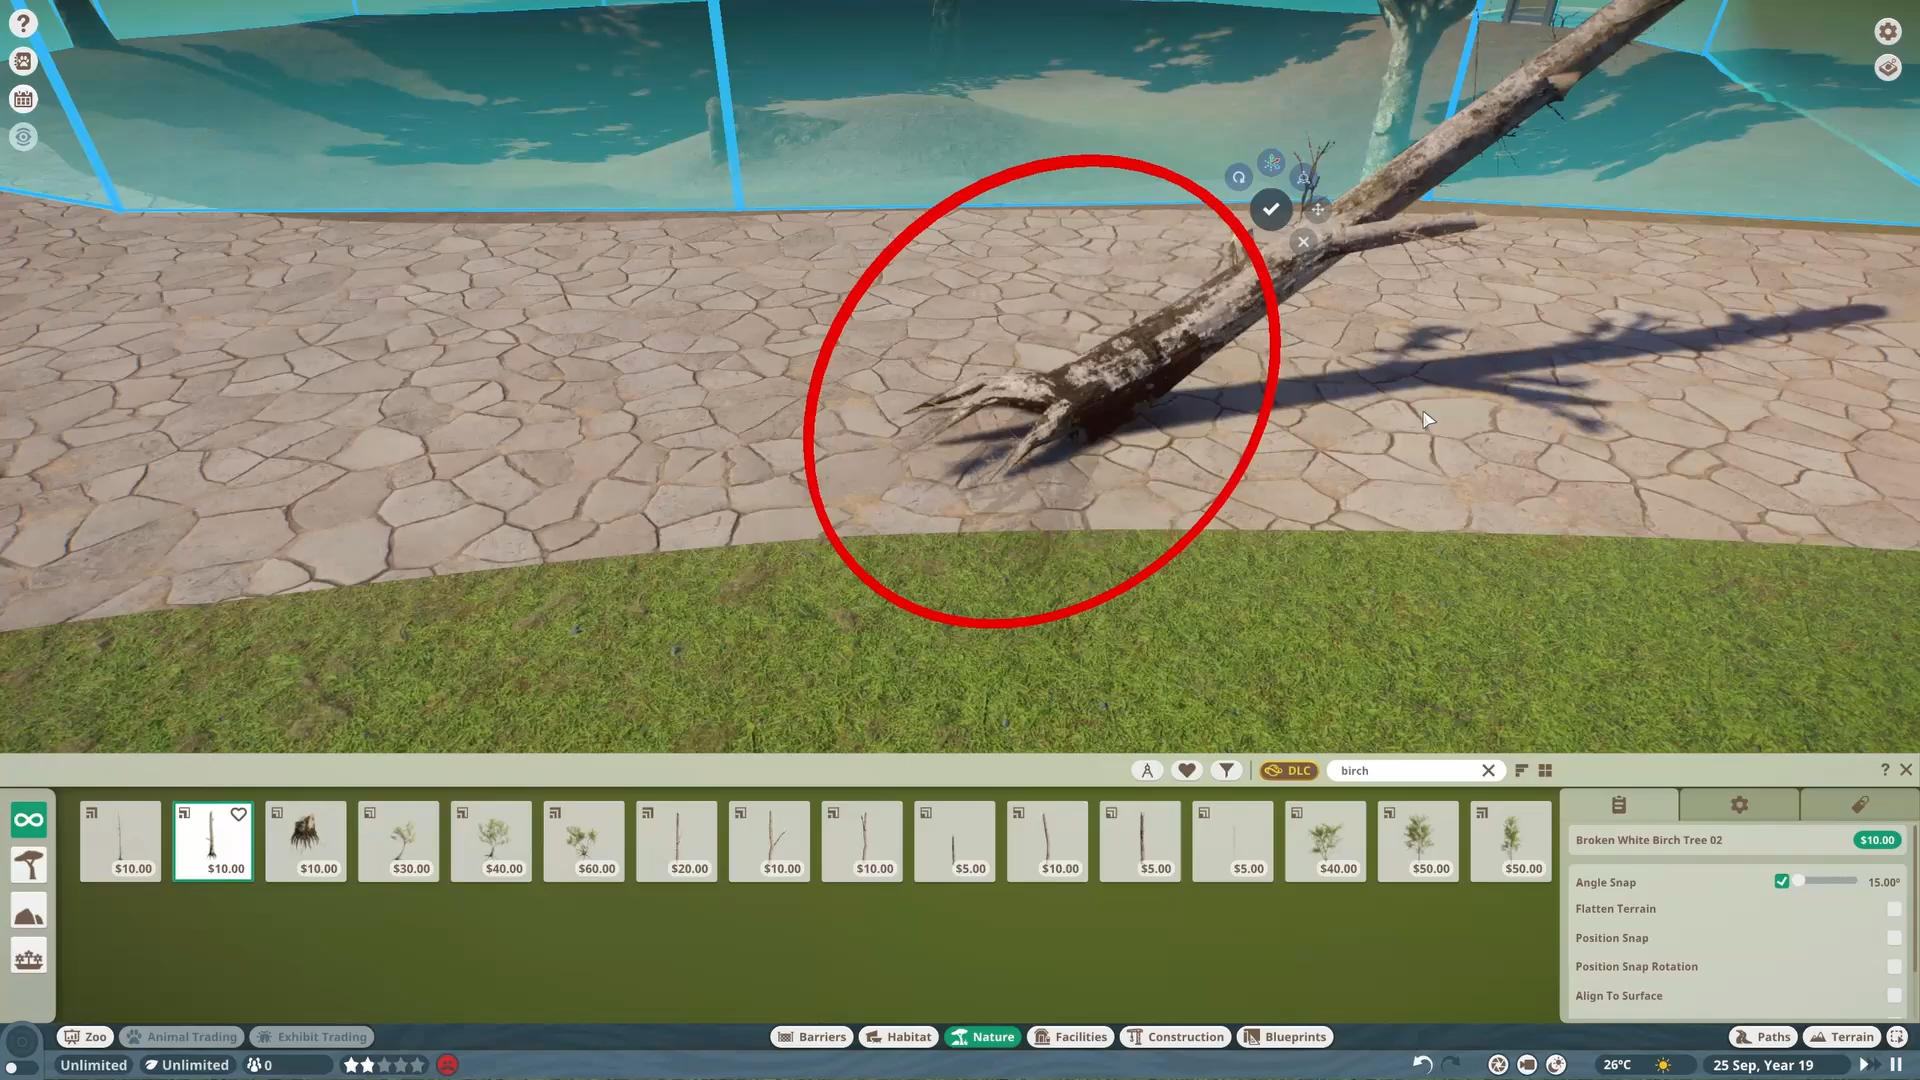 DLC
birch
$10.00
$10.00
$10.00
$30.00
$40.00
$60.00
$20.00
$10.00
$10.00
$5.00
$10.00
$5.00
$5.00
$40.00
$50.00
$50.00
Broken White Birch Tree 02
$10.00
Angle Snap
15.00°
Flatten Terrain
Position Snap
Position Snap Rotation
Align To Surface
Zoo
Animal Trading
Exhibit Trading
Barriers
Habitat
Nature
Facilities
Construction
Blueprints
Paths
Terrain
Unlimited
Unlimited
0
26°C
25 Sep, Year 19